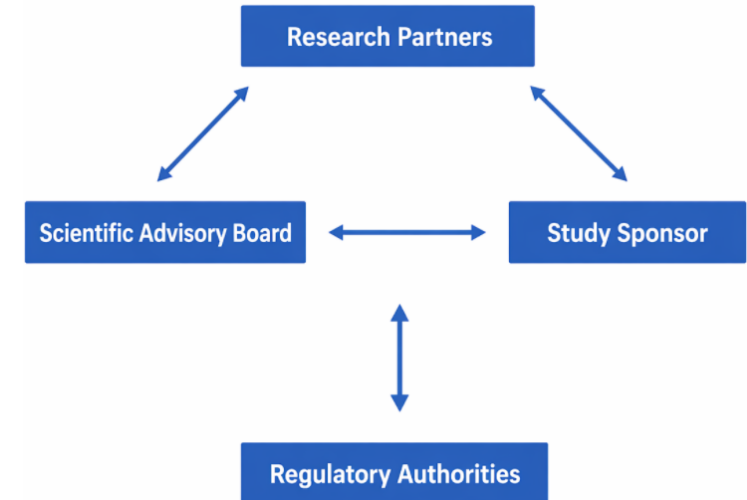 Research Partners
Scientific Advisory Board
Study Sponsor
Regulatory Authorities